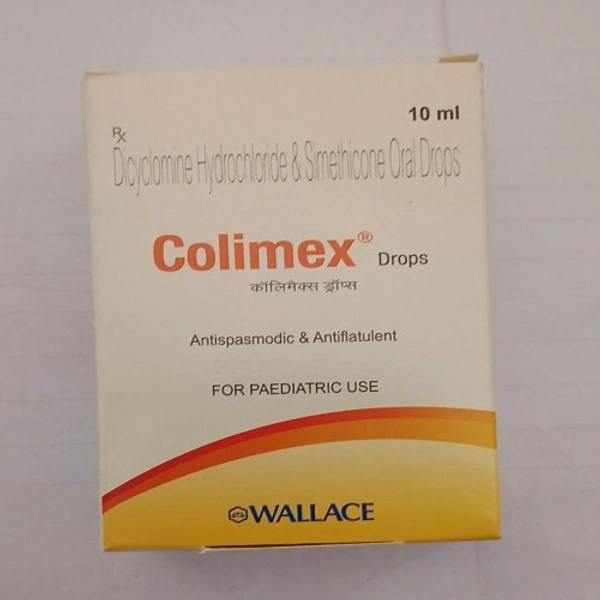 10 ml
Rx
Dicyclomine Hydrochloride & Simethicone Oral Drops
Colimex® Drops
कॉलिमैक्स ड्रॉप्स
Antispasmodic & Antiflatulent
FOR PAEDIATRIC USE
WALLACE